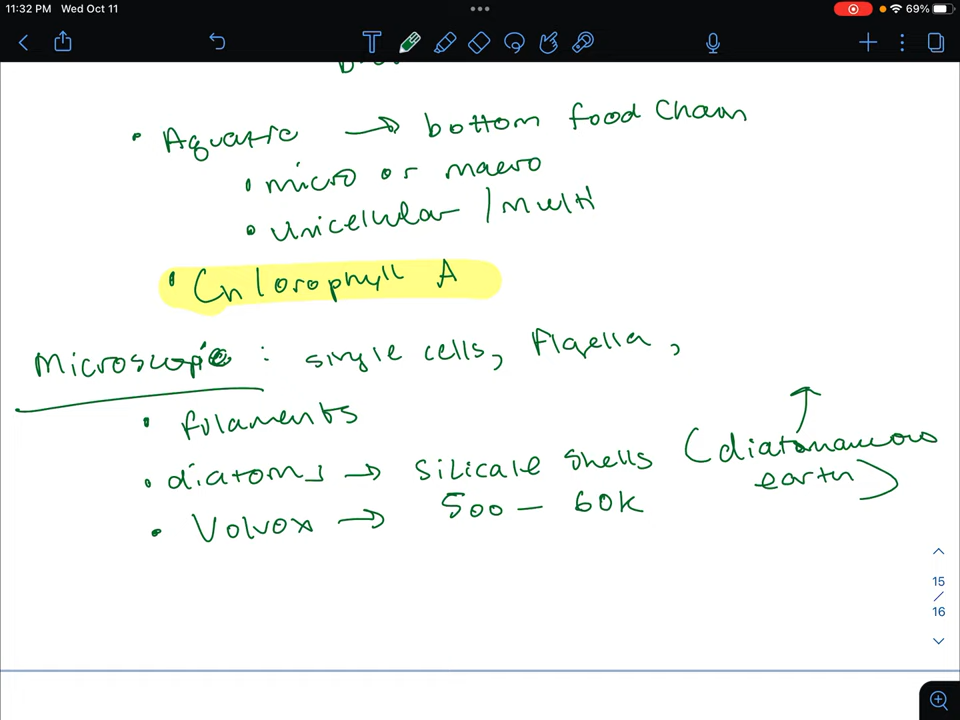 11:32 PM Wed Oct 11
69%
• Aquatic → bottom food chain
• micro or macro
• unicellular / multi
• Chlorophyll A
Microscopic : single cells, flagella,
• filaments
• diatoms → silicale shells (diatomaceous
earth)
• Volvox → 500 – 60K
15
/
16